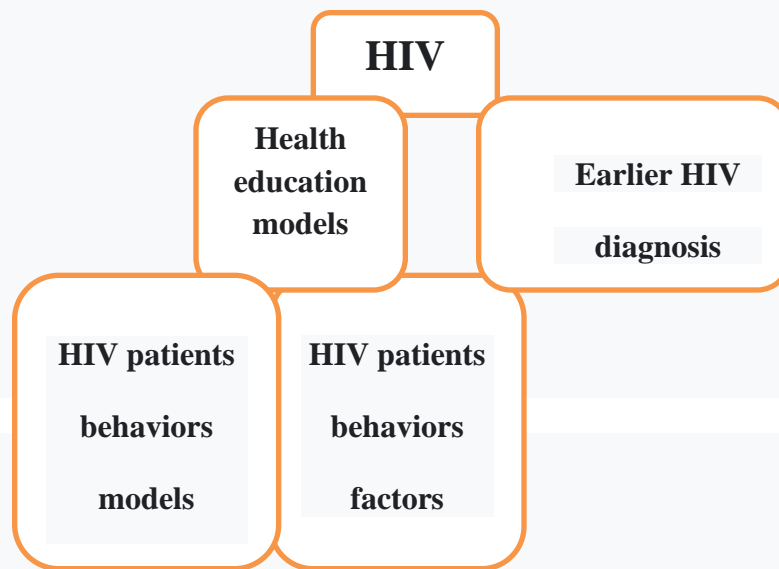 HIV
Health
education
models
Earlier HIV
diagnosis
HIV patients
behaviors
models
HIV patients
behaviors
factors